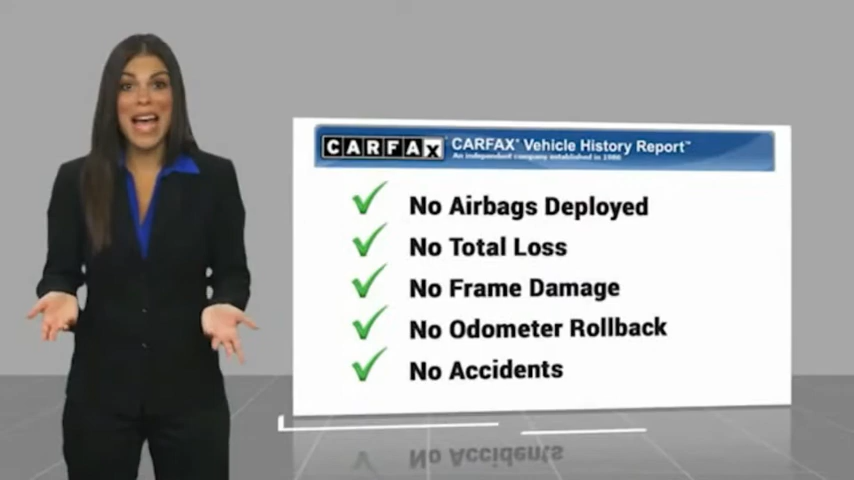 CARFAX CARFAX® Vehicle History Report™
An independent company established in 1986
No Airbags Deployed
No Total Loss
No Frame Damage
No Odometer Rollback
No Accidents
No Accidents